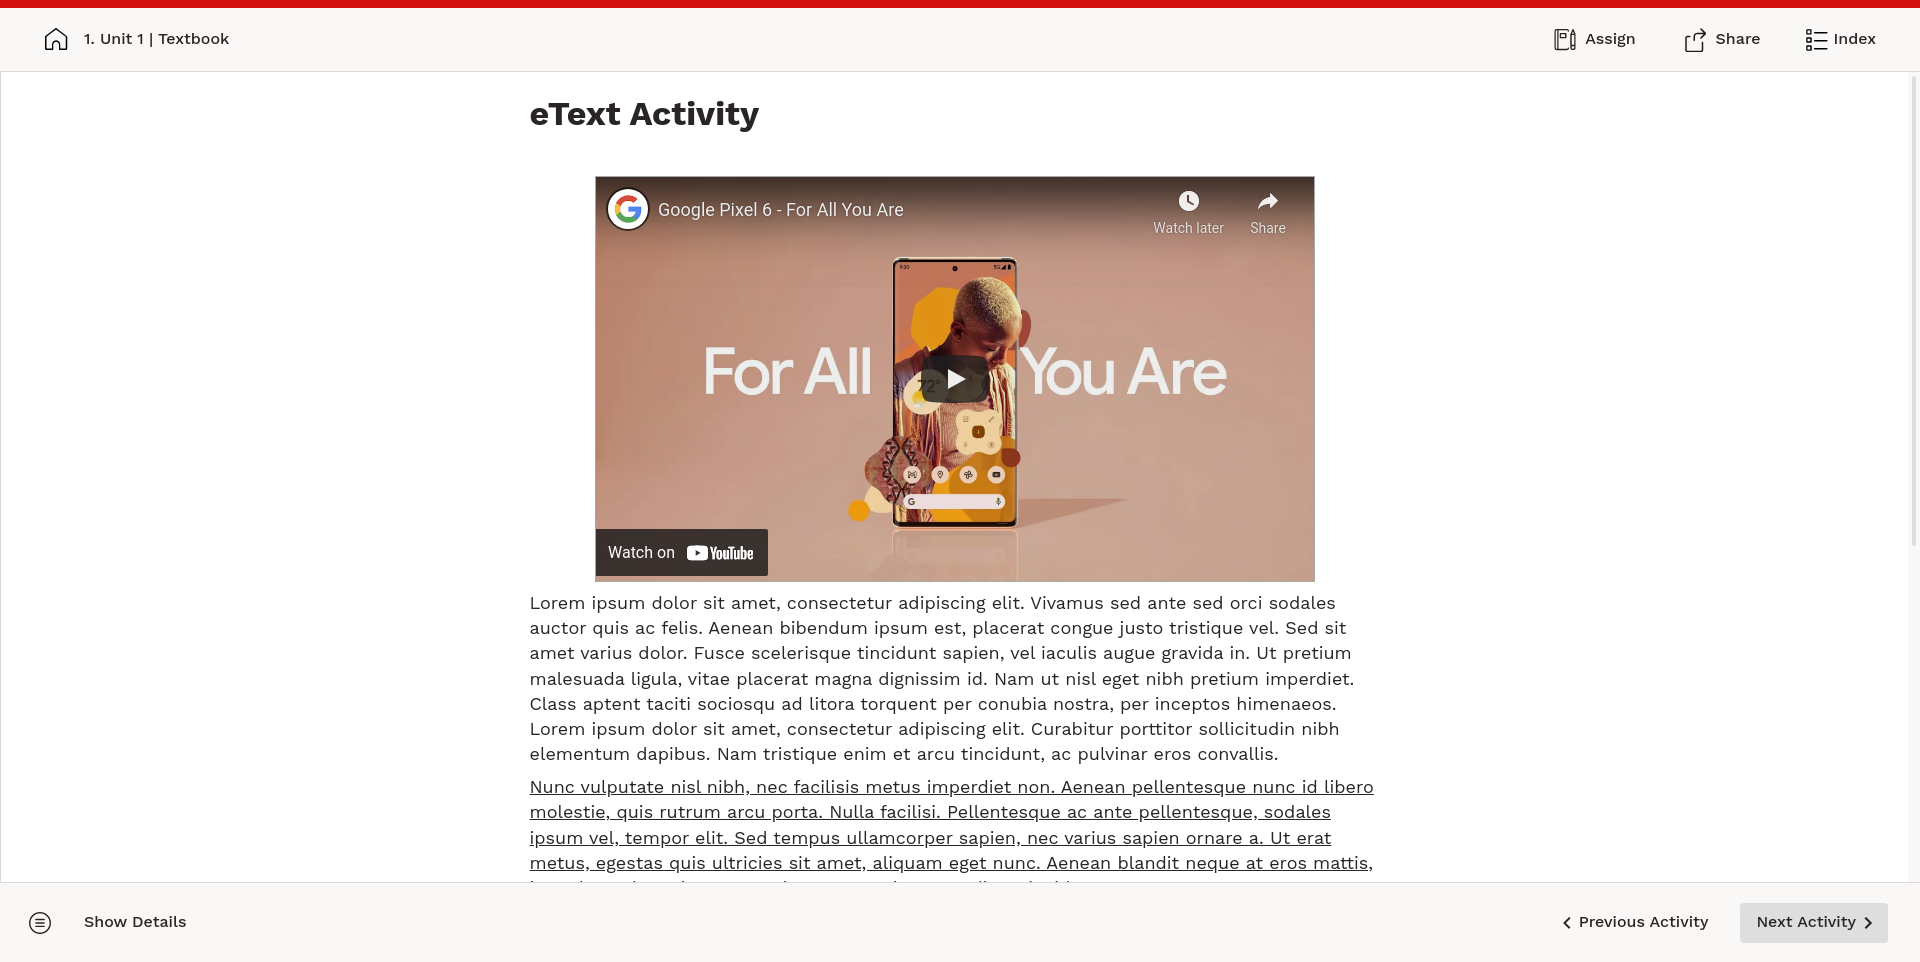 1. Unit 1 | Textbook
Assign
Share
Index
eText Activity
Google Pixel 6 - For All You Are
Watch later
Share
9:00
5G
For All You Are
72°
Watch on YouTube
Lorem ipsum dolor sit amet, consectetur adipiscing elit. Vivamus sed ante sed orci sodales
auctor quis ac felis. Aenean bibendum ipsum est, placerat congue justo tristique vel. Sed sit
amet varius dolor. Fusce scelerisque tincidunt sapien, vel iaculis augue gravida in. Ut pretium
malesuada ligula, vitae placerat magna dignissim id. Nam ut nisl eget nibh pretium imperdiet.
Class aptent taciti sociosqu ad litora torquent per conubia nostra, per inceptos himenaeos.
Lorem ipsum dolor sit amet, consectetur adipiscing elit. Curabitur porttitor sollicitudin nibh
elementum dapibus. Nam tristique enim et arcu tincidunt, ac pulvinar eros convallis.
Nunc vulputate nisl nibh, nec facilisis metus imperdiet non. Aenean pellentesque nunc id libero
molestie, quis rutrum arcu porta. Nulla facilisi. Pellentesque ac ante pellentesque, sodales
ipsum vel, tempor elit. Sed tempus ullamcorper sapien, nec varius sapien ornare a. Ut erat
metus, egestas quis ultricies sit amet, aliquam eget nunc. Aenean blandit neque at eros mattis,
Show Details
Previous Activity
Next Activity